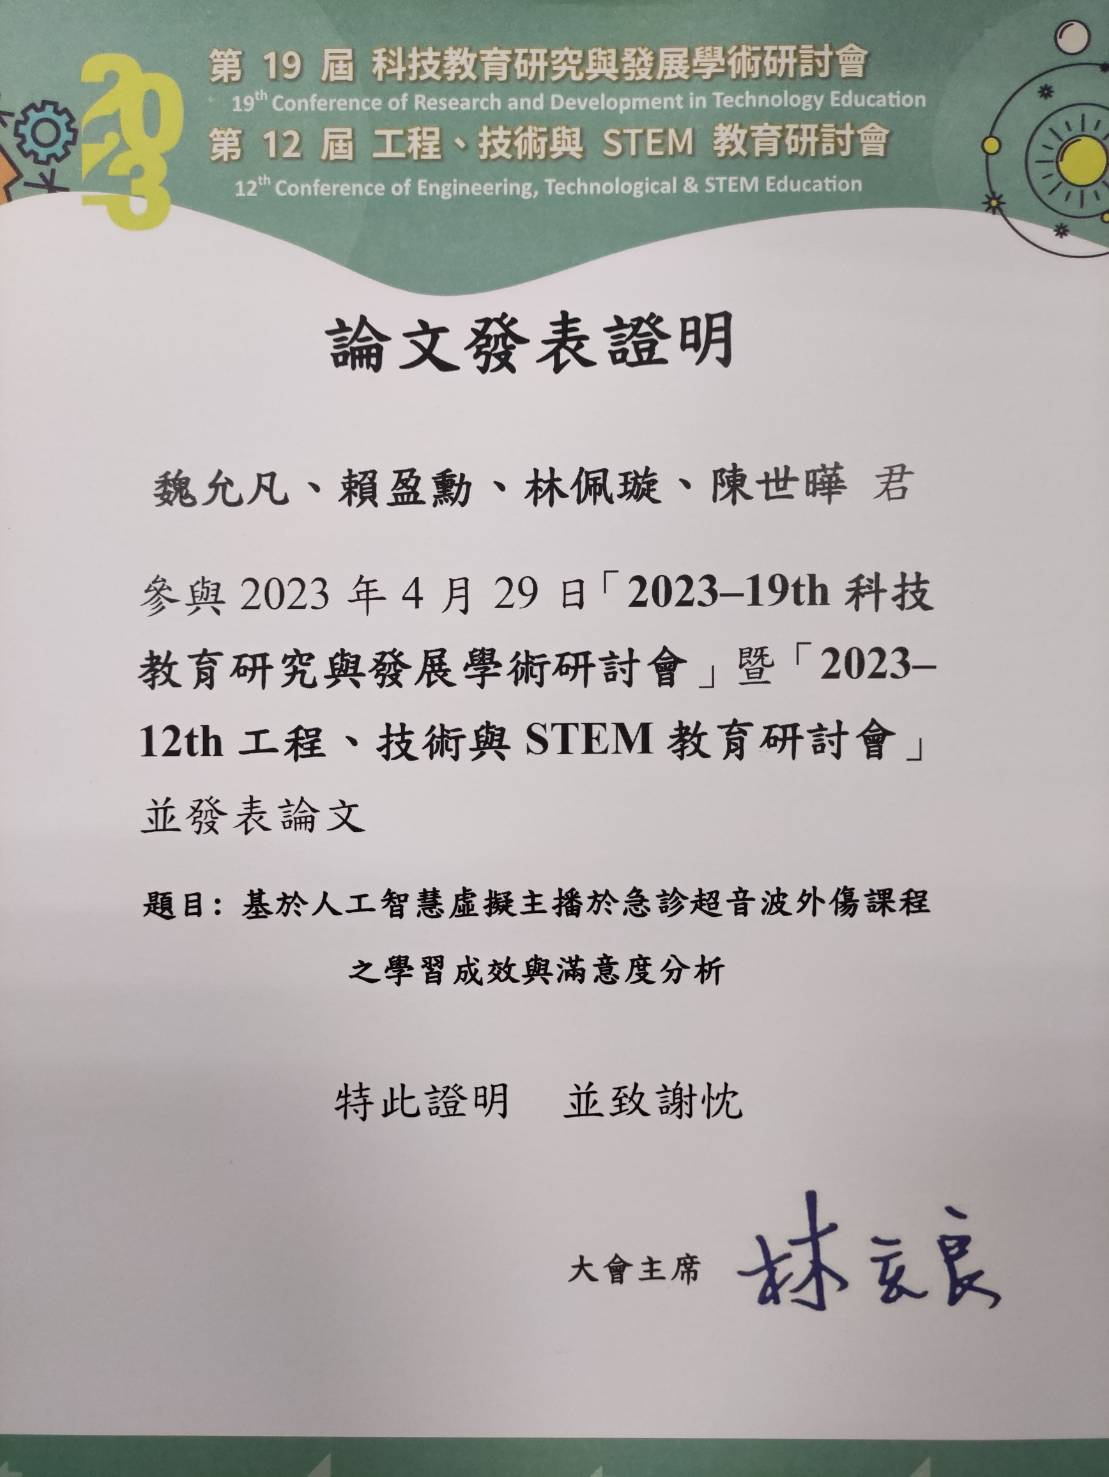 2023
第 19 屆 科技教育研究與發展學術研討會
19th Conference of Research and Development in Technology Education
第 12 屆 工程、技術與 STEM 教育研討會
12th Conference of Engineering, Technological & STEM Education
論文發表證明
魏允凡、賴盈勳、林佩璇、陳世曄 君
參與 2023 年 4 月 29 日「2023–19th 科技
教育研究與發展學術研討會」暨「2023–
12th 工程、技術與 STEM 教育研討會」
並發表論文
題目：基於人工智慧虛擬主播於急診超音波外傷課程
之學習成效與滿意度分析
特此證明 並致謝忱
大會主席 林玄良